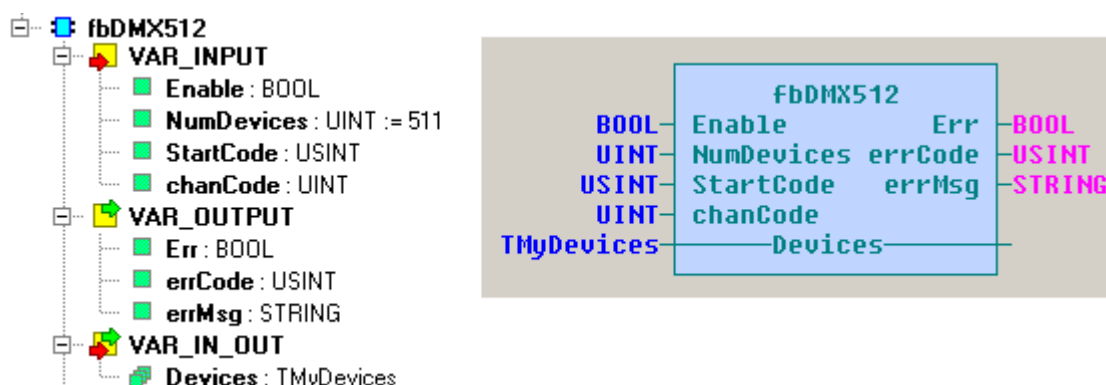 fbDMX512
VAR_INPUT
Enable : BOOL
NumDevices : UINT := 511
StartCode : USINT
chanCode : UINT
VAR_OUTPUT
Err : BOOL
errCode : USINT
errMsg : STRING
VAR_IN_OUT
Devices : TMyDevices
fbDMX512
BOOL Enable Err BOOL
UINT NumDevices errCode USINT
USINT StartCode errMsg STRING
UINT chanCode
TMyDevices Devices